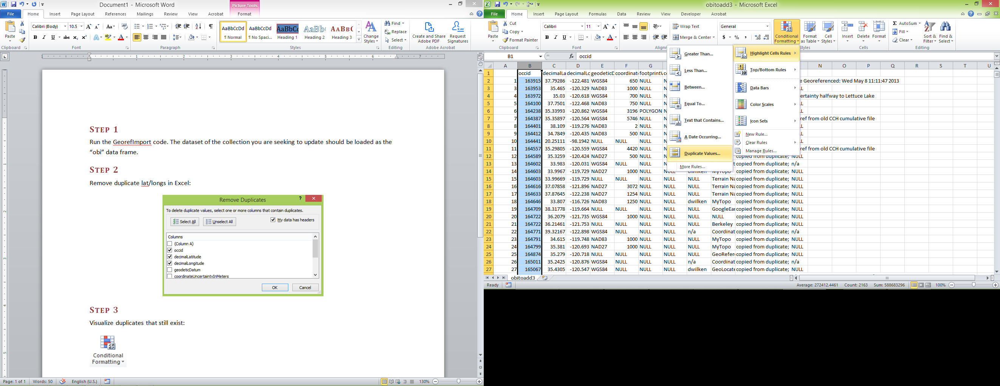 Document1 - Microsoft Word
Picture Tools
File Home Insert Page Layout References Mailings Review View Acrobat Format
Paste
Calibri (Body) 10.5
AaBbCcDd AaBbCcDd AaBbCc AaBb( AABBC
¶ Normal ¶ No Spaci... Heading 1 Heading 2 Heading 3
Change Styles
Find
Replace
Select
Create and Share Adobe PDF
Request Signatures
Clipboard Font Paragraph Styles Editing Adobe Acrobat
STEP 1
Run the GeorefImport code. The dataset of the collection you are seeking to update should be loaded as the
“obi” data frame.
STEP 2
Remove duplicate lat/longs in Excel:
Remove Duplicates
To delete duplicate values, select one or more columns that contain duplicates.
Select All Unselect All My data has headers
Columns
(Column A)
occid
decimalLatitude
decimalLongitude
geodeticDatum
coordinateUncertaintyInMeters
OK Cancel
STEP 3
Visualize duplicates that still exist:
Conditional
Formatting
Page: 1 of 1 Words: 50 English (U.S.) 130%
obitoadd3 - Microsoft Excel
File Home Insert Page Layout Formulas Data Review View Developer Acrobat
Paste
Cut
Copy
Format Painter
Calibri 11
Wrap Text
Merge & Center
General
Conditional Formatting
Format as Table
Cell Styles
Insert Delete Format
AutoSum
Fill
Clear
Sort & Filter
Find & Select
Clipboard Font Alignn Styles Cells Editing
B1 fx occid
Greater Than...
Less Than...
Between...
Equal To...
Text that Contains...
A Date Occurring...
Duplicate Values...
More Rules...
Highlight Cells Rules
Top/Bottom Rules
Data Bars
Color Scales
Icon Sets
New Rule...
Clear Rules
Manage Rules...
A B C D E F G N O P Q R S T U
1 occid decimalLa decimalLo geodeticD coordinate footprintV co
2 1 163915 37.79286 -122.481 WGS84 650 NULL N e Georeferenced: Wed May 8 11:11:47 2013
3 3 163953 35.465 -120.329 NAD83 1000 NULL N LL
4 4 163972 35.03 -120.618 WGS84 700 NULL N ertainty halfway to Lettuce Lake
5 5 164100 37.7501 -122.468 NAD83 750 NULL N LL
6 6 164238 35.33993 -120.862 WGS84 3196 POLYGON N LL
7 7 164387 35.35897 -120.564 WGS84 5746 NULL N ef from old CCH cumulative file
8 8 164401 38.109 -119.276 NAD83 2 NULL N LL
9 9 164412 34.7849 -120.435 NAD83 500 NULL N LL
10 10 164441 20.25111 -98.1942 NULL NULL NULL N LL
11 11 164557 35.29805 -120.559 WGS84 4420 NULL N ef from old CCH cumulative file
12 12 164589 35.3259 -120.424 NAD27 500 NULL N copied from duplicate; NULL
13 13 164602 33.983 -120.031 WGS84 NULL NULL N copied from duplicate; n/a
14 14 164603 33.9967 -119.729 NAD27 1000 NULL NULL dwilken MyTopo copied from duplicate; NULL
15 15 164603 33.99669 -119.729 NULL NULL NULL NULL NULL Terrain Na copied from duplicate; NULL
16 16 164616 37.07858 -121.896 NAD27 3072 NULL NULL NULL Terrain Na copied from duplicate; NULL
17 17 164633 37.87645 -122.238 NAD27 1254 NULL NULL NULL Terrain Na copied from duplicate; NULL
18 18 164646 33.807 -116.726 NAD83 1250 NULL NULL dwilken MyTopo copied from duplicate; NULL
19 19 164709 38.31778 -119.664 NULL NULL NULL NULL NULL GoogleEar copied from duplicate; NULL
20 20 164722 36.2079 -121.735 WGS84 1000 NULL NULL NULL NULL copied from duplicate; NULL
21 21 164722 36.21461 -121.753 NULL NULL NULL NULL NULL Berkeley copied from duplicate; NULL
22 22 164771 39.32167 -122.898 WGS84 NULL NULL NULL n/a Coordinat copied from duplicate; n/a
23 23 164791 34.615 -119.748 NAD83 1000 NULL NULL NULL MyTopo copied from duplicate; NULL
24 24 164799 35.381 -120.693 NAD27 1000 NULL NULL NULL MyTopo copied from duplicate; NULL
25 25 164874 35.279 -120.718 NULL NULL NULL NULL NULL GeoRefere copied from duplicate; NULL
26 26 165011 35.2425 -120.876 WGS84 NULL NULL NULL n/a Coordinat copied from duplicate; n/a
27 27 165067 35.4305 -120.547 WGS84 NULL NULL NULL dwilken GeoLocate copied from duplicate; NULL
obitoadd3
Ready Average: 272412.4461 Count: 2163 Sum: 588683296 100%